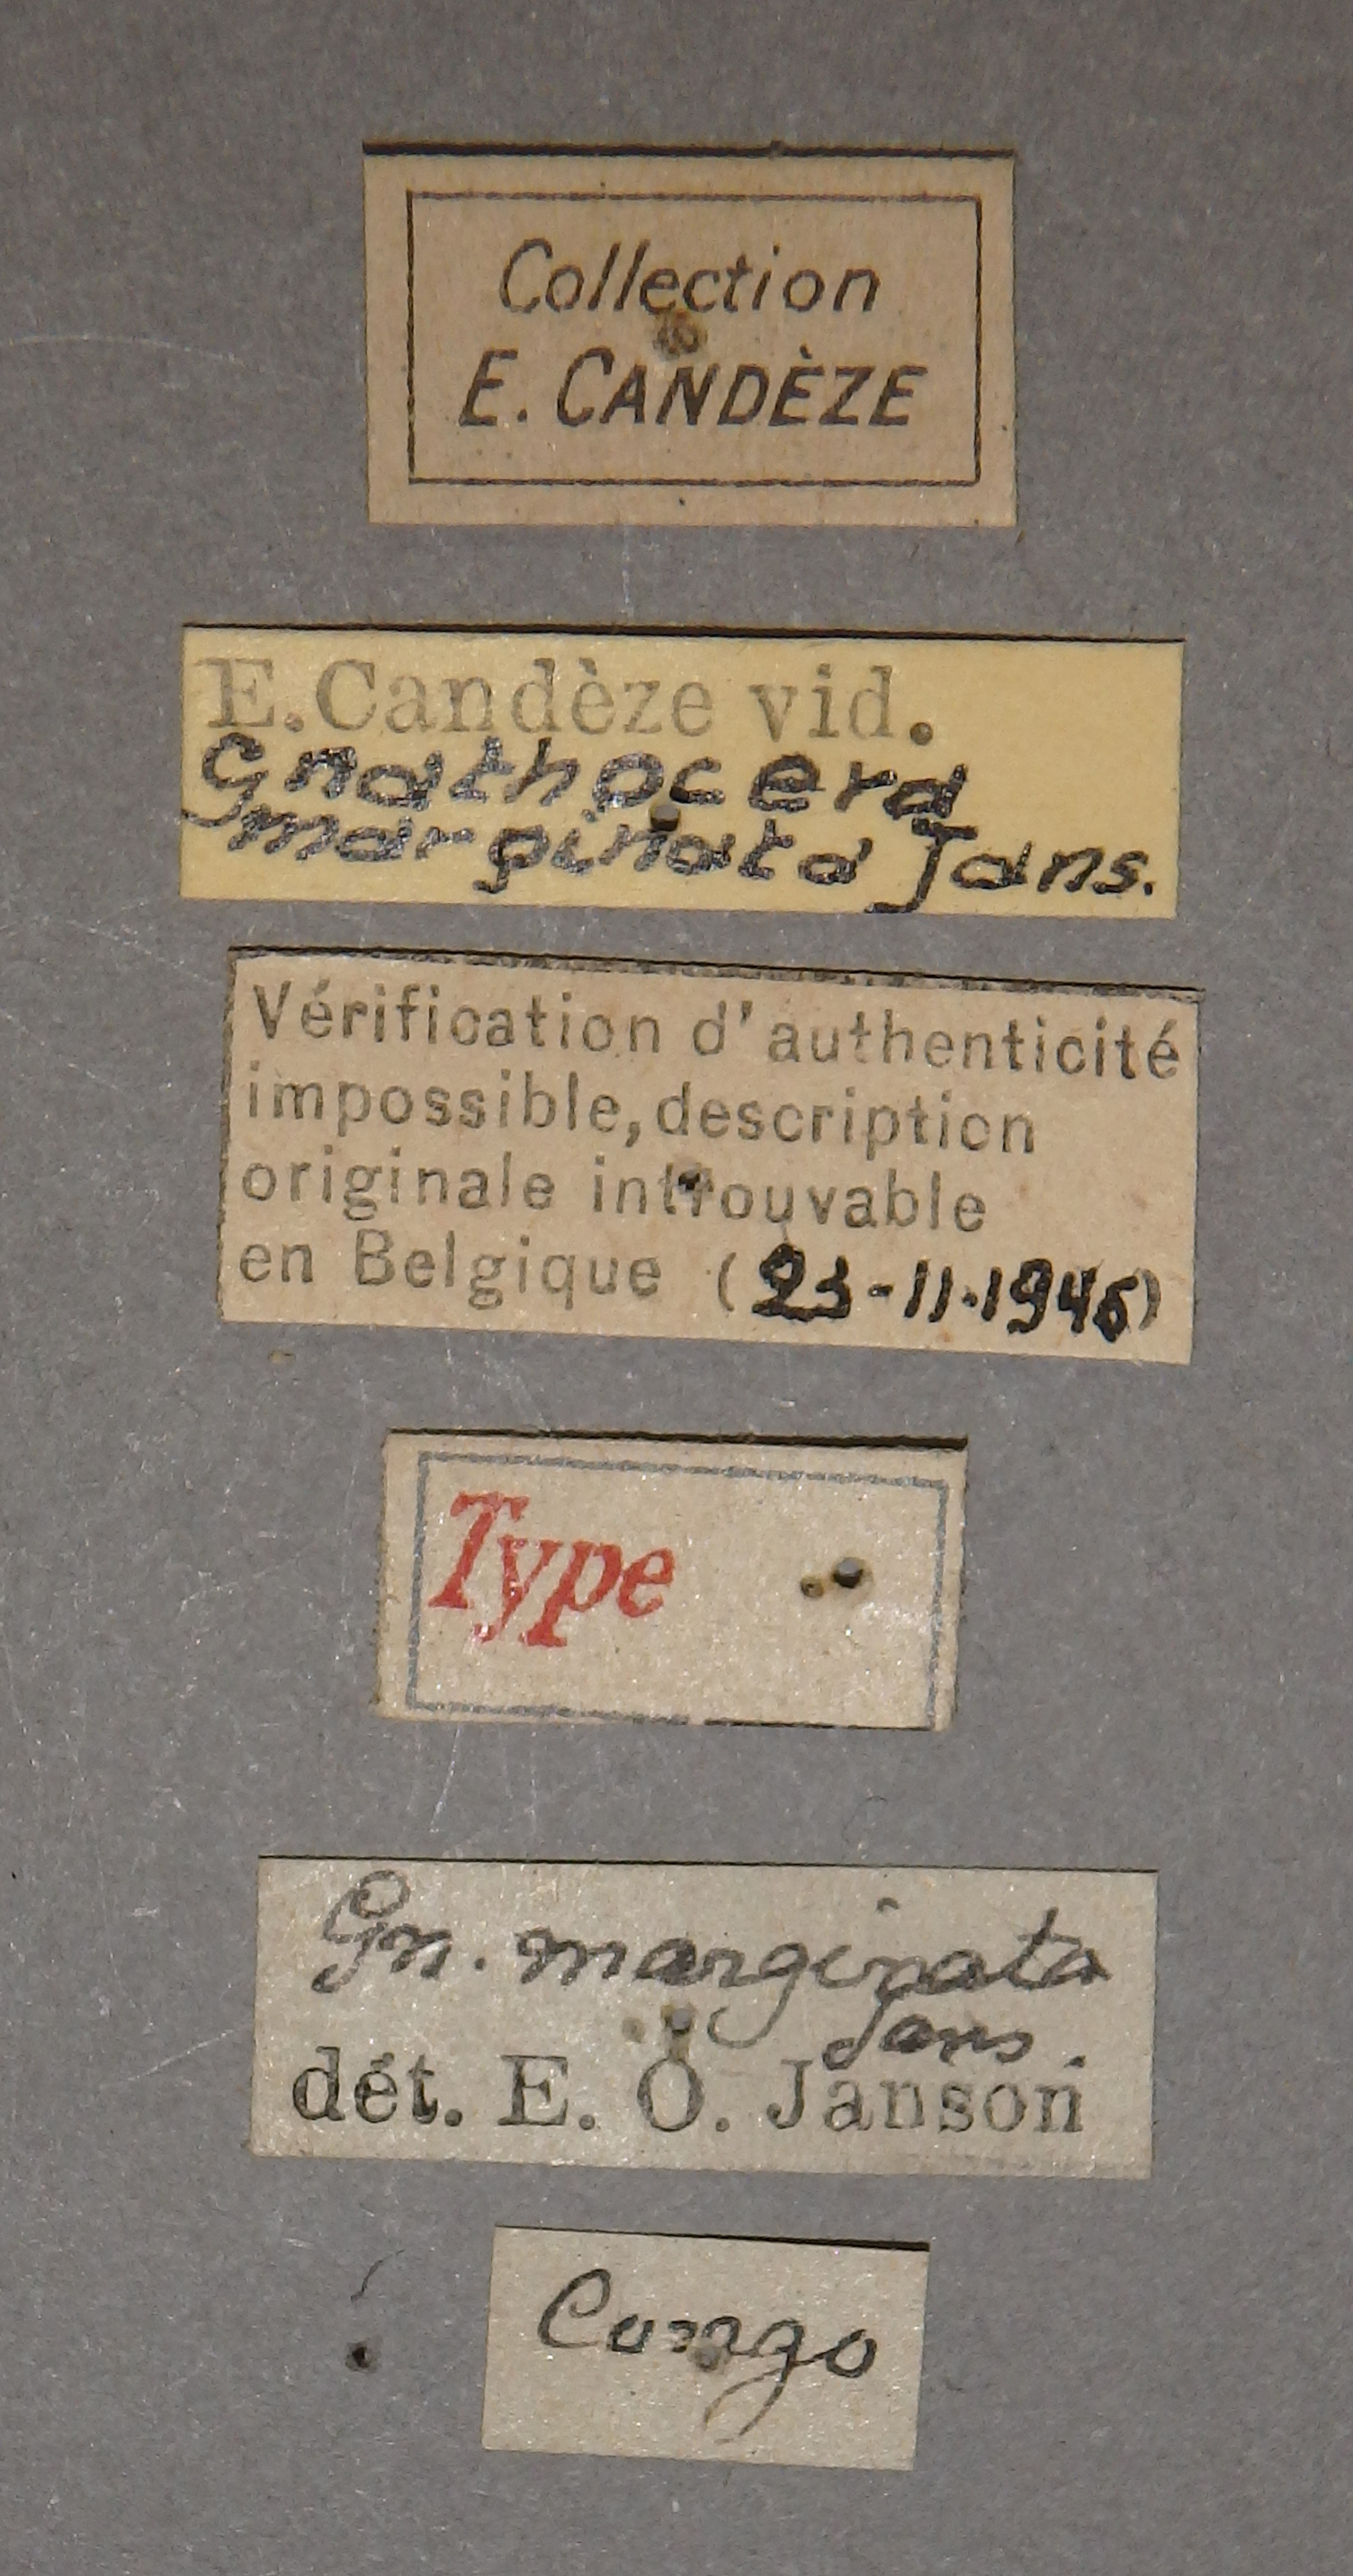 Collection
E. CANDÈZE
E. Candèze vid.
Gnathocera
marginata Jans.
Vérification d'authenticité
impossible, description
originale introuvable
en Belgique (23-11-1946)
Type
Gn. marginata
Jans.
dét. E. O. Janson
Congo